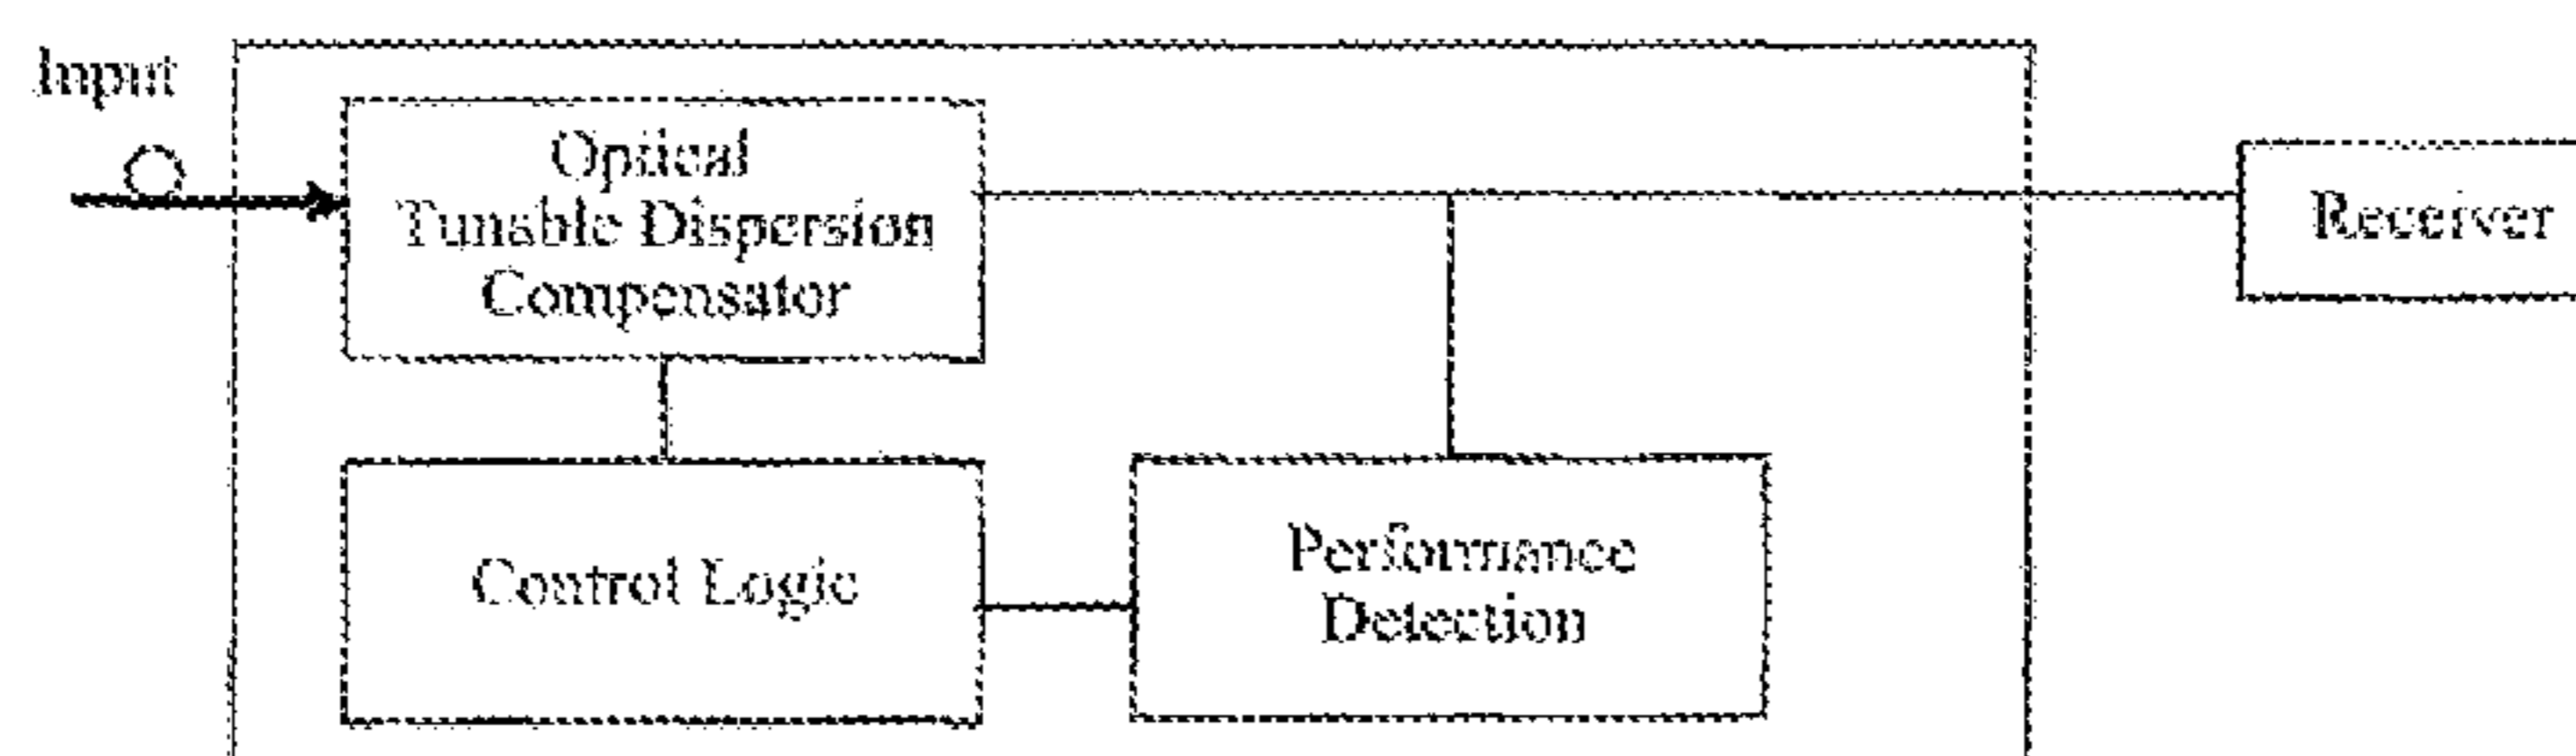 Input
Optical
Tunable Dispersion
Compensator
Receiver
Control Logic
Performance
Detection